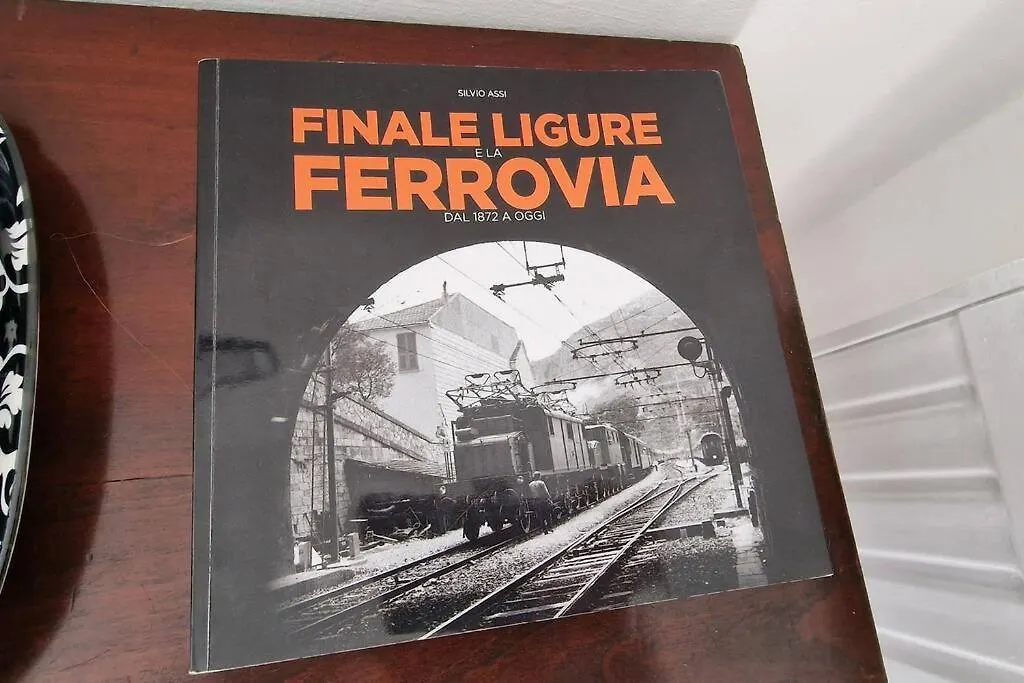 SILVIO ASSI
FINALE LIGURE
E LA
FERROVIA
DAL 1872 A OGGI